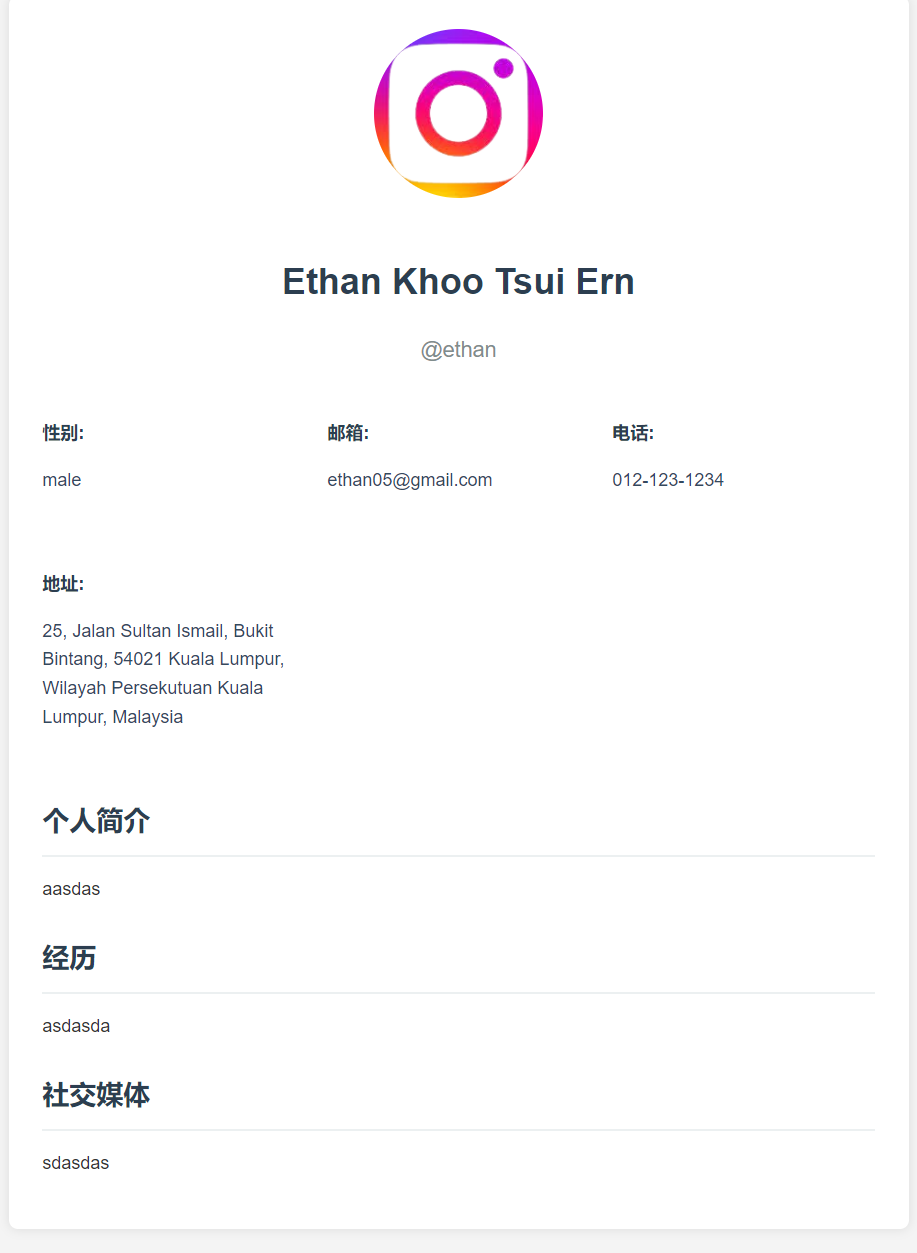 Ethan Khoo Tsui Ern
@ethan
性别:
male
邮箱:
ethan05@gmail.com
电话:
012-123-1234
地址:
25, Jalan Sultan Ismail, Bukit
Bintang, 54021 Kuala Lumpur,
Wilayah Persekutuan Kuala
Lumpur, Malaysia
个人简介
aasdas
经历
asdasda
社交媒体
sdasdas